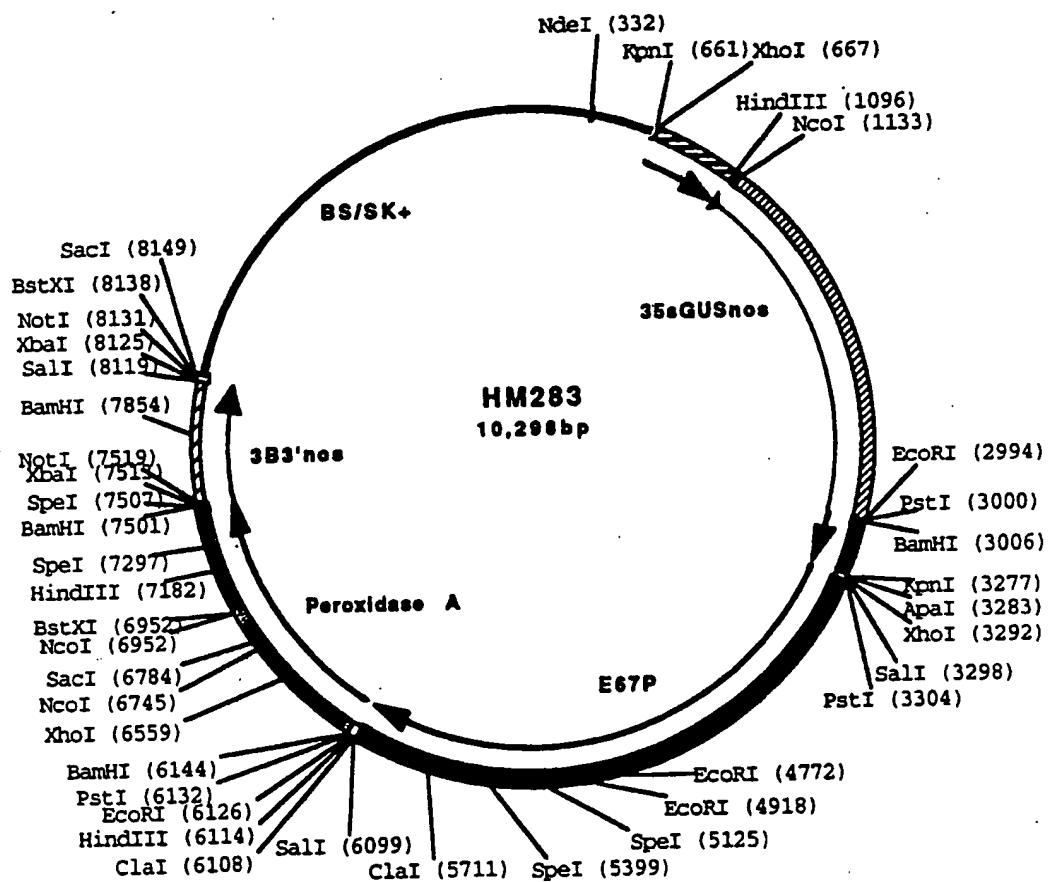 NdeI (332)
KpnI (661)
XhoI (667)
HindIII (1096)
NcoI (1133)
BS/SK+
SacI (8149)
BstXI (8138)
NotI (8131)
XbaI (8125)
SalI (8119)
BamHI (7854)
35sGUSnos
HM283
10,298bp
3B3'nos
NotI (7519)
XbaI (7513)
SpeI (7507)
BamHI (7501)
SpeI (7297)
HindIII (7182)
BstXI (6952)
NcoI (6952)
SacI (6784)
NcoI (6745)
XhoI (6559)
EcoRI (2994)
PstI (3000)
BamHI (3006)
KpnI (3277)
ApaI (3283)
XhoI (3292)
SalI (3298)
PstI (3304)
Peroxidase A
E67P
BamHI (6144)
PstI (6132)
EcoRI (6126)
HindIII (6114)
ClaI (6108)
SalI (6099)
ClaI (5711)
SpeI (5399)
SpeI (5125)
EcoRI (4918)
EcoRI (4772)